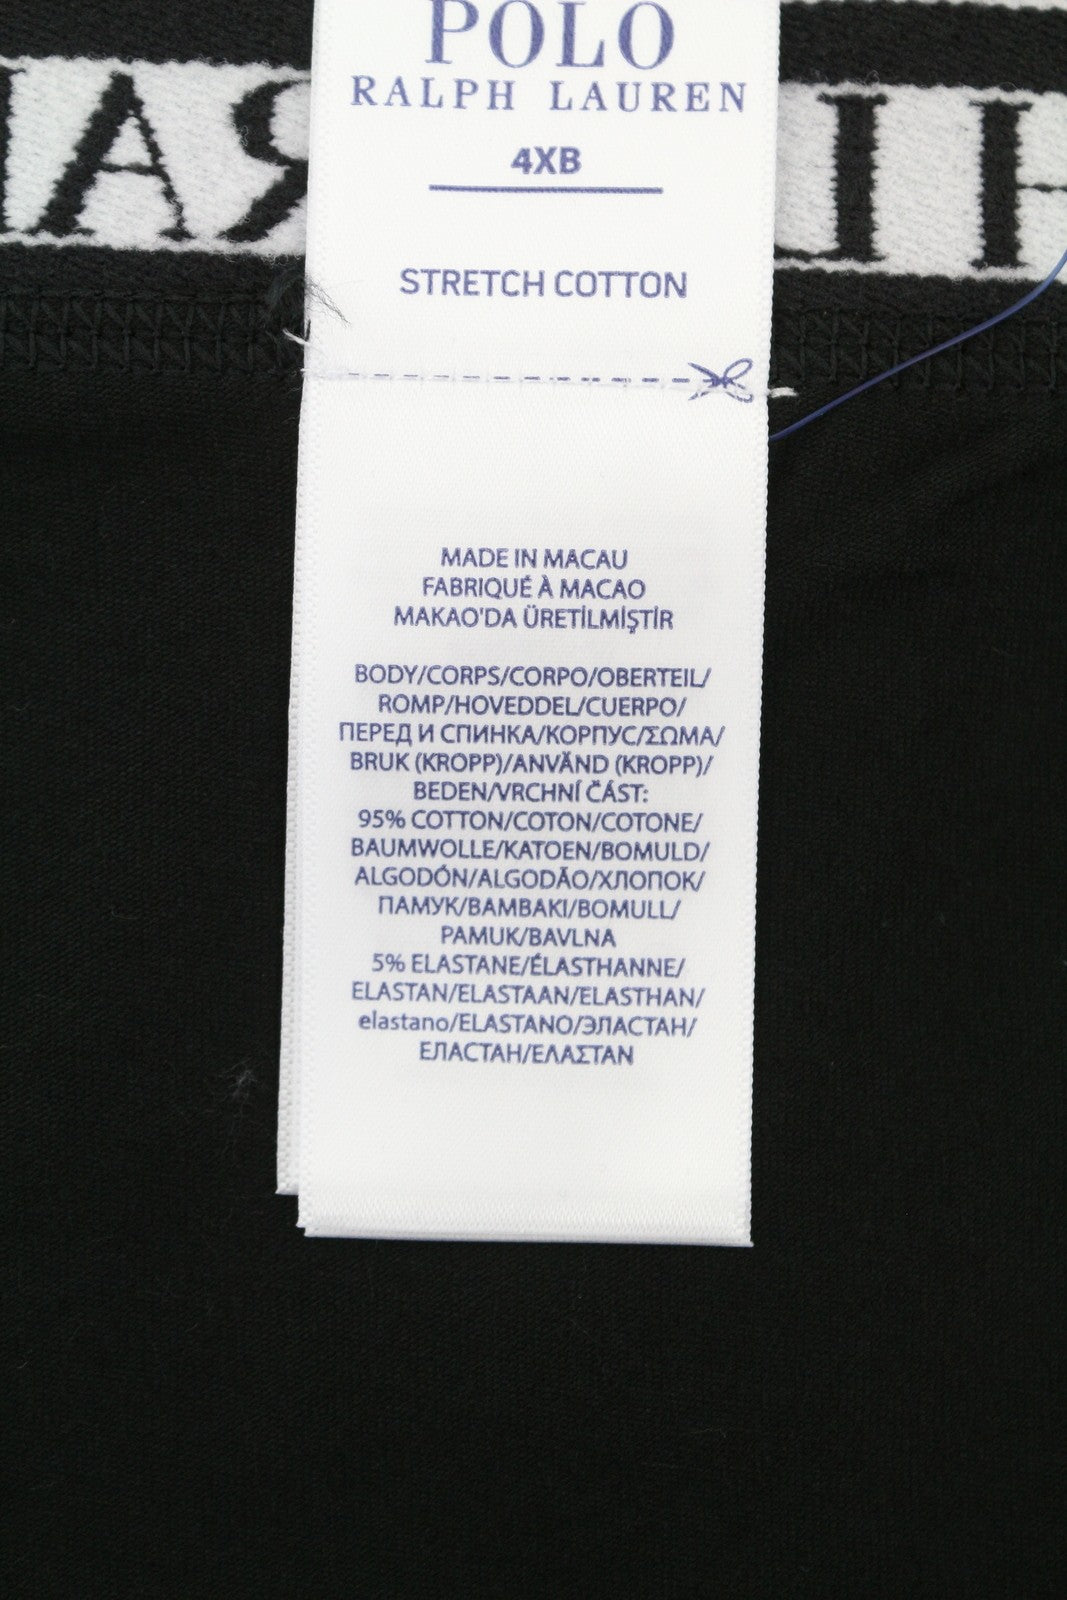 POLO
RALPH LAUREN
4XB
STRETCH COTTON
MADE IN MACAU
FABRIQUÉ À MACAO
MAKAO'DA ÜRETİLMİŞTİR
BODY/CORPS/CORPO/OBERTEIL/
ROMP/HOVEDDEL/CUERPO/
ПЕРЕД И СПИНКА/КОРПУС/ΣΩΜΑ/
BRUK (KROPP)/ANVĂND (KROPP)/
BEDEN/VRCHNÍ ČÁST:
95% COTTON/COTON/COTONE/
BAUMWOLLE/KATOEN/BOMULD/
ALGODÓN/ALGODÃO/ХЛОПОК/
ПАМУК/BAMBAKI/BOMULL/
PAMUK/BAVLNA
5% ELASTANE/ÉLASTHANNE/
ELASTAN/ELASTAAN/ELASTHAN/
elastano/ELASTANO/ЭЛАСТАН/
ЕЛАСТАН/ΕΛΑΣΤΑΝ